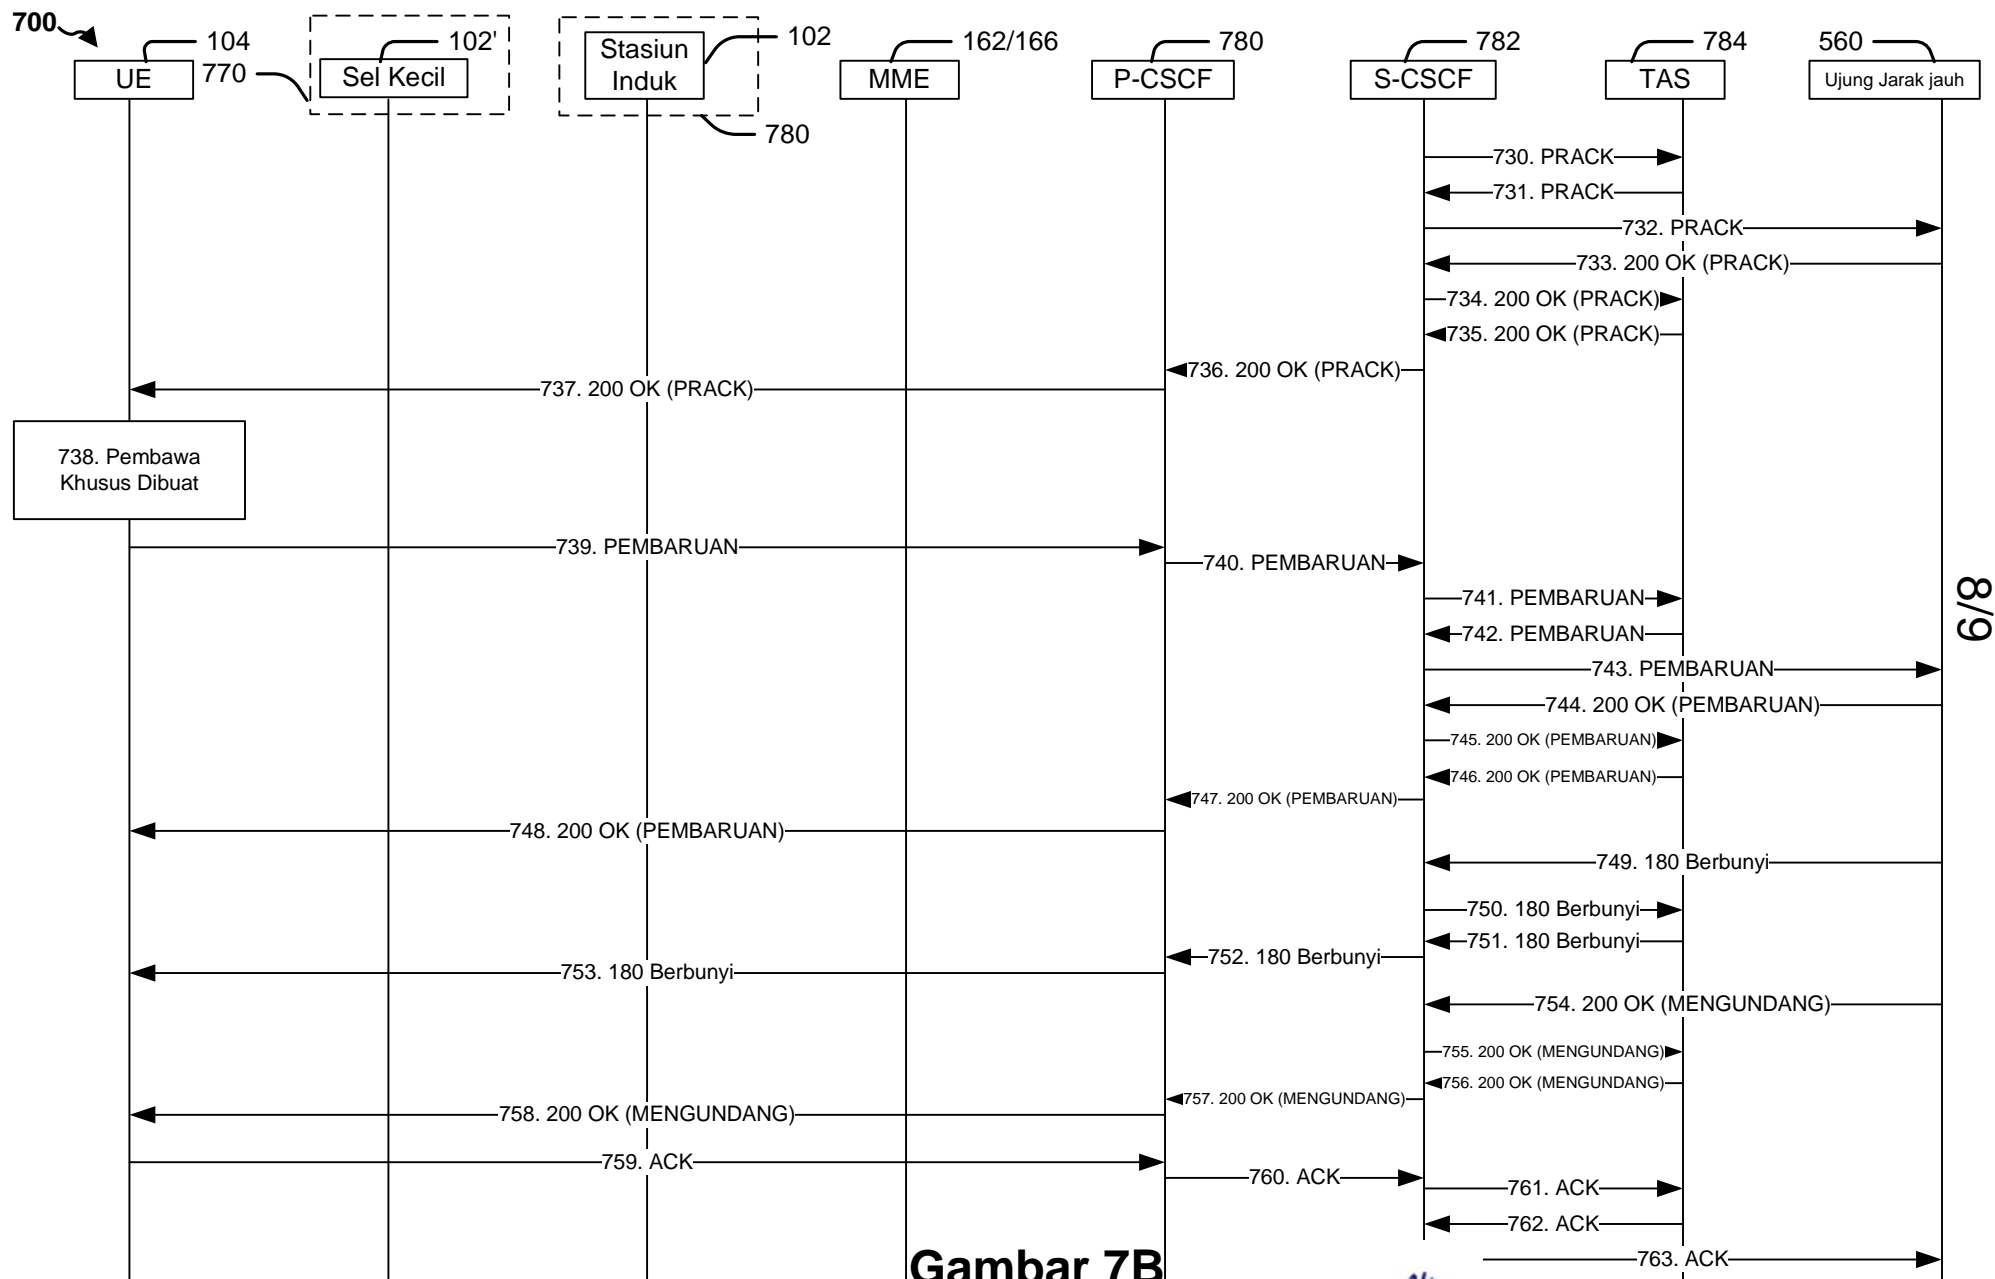 700
104
102'
102
162/166
780
782
784
560
UE
770
Sel Kecil
Stasiun
Induk
MME
P-CSCF
S-CSCF
TAS
Ujung Jarak jauh
780
730. PRACK
731. PRACK
732. PRACK
733. 200 OK (PRACK)
734. 200 OK (PRACK)
735. 200 OK (PRACK)
736. 200 OK (PRACK)
737. 200 OK (PRACK)
738. Pembawa
Khusus Dibuat
739. PEMBARUAN
740. PEMBARUAN
741. PEMBARUAN
742. PEMBARUAN
743. PEMBARUAN
744. 200 OK (PEMBARUAN)
745. 200 OK (PEMBARUAN)
746. 200 OK (PEMBARUAN)
747. 200 OK (PEMBARUAN)
748. 200 OK (PEMBARUAN)
749. 180 Berbunyi
750. 180 Berbunyi
751. 180 Berbunyi
752. 180 Berbunyi
753. 180 Berbunyi
754. 200 OK (MENGUNDANG)
755. 200 OK (MENGUNDANG)
756. 200 OK (MENGUNDANG)
757. 200 OK (MENGUNDANG)
758. 200 OK (MENGUNDANG)
759. ACK
760. ACK
761. ACK
762. ACK
763. ACK
Gambar 7B
8/9